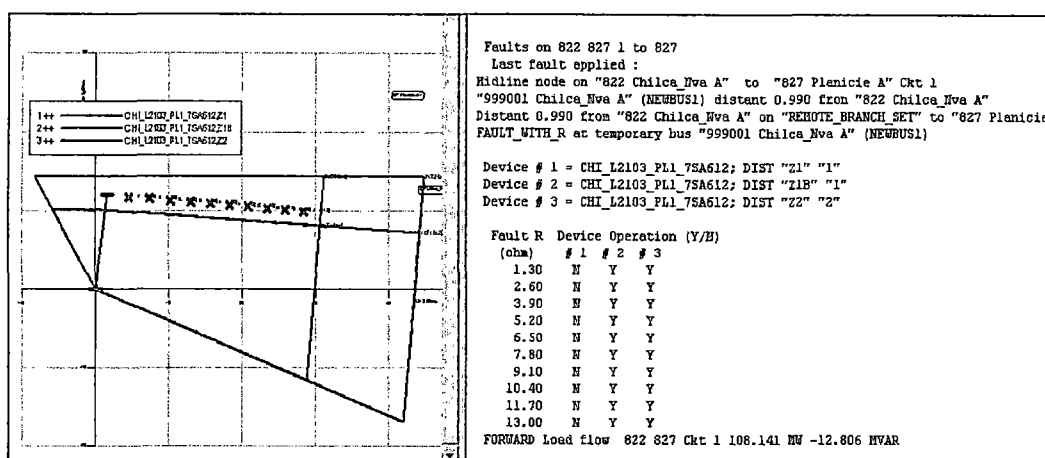 1++ CHI_L2103_PL1_7SA612Z1
2++ CHI_L2103_PL1_7SA612Z1B
3++ CHI_L2103_PL1_7SA612Z2
Faults on 822 827 1 to 827
Last fault applied :
Midline node on "822 Chilca_Nva A" to "827 Planicie A" Ckt 1
"999001 Chilca_Nva A" (NEWBUS1) distant 0.990 from "822 Chilca_Nva A"
Distant 0.990 from "822 Chilca_Nva A" on "REMOTE_BRANCH_SET" to "827 Planicie
FAULT_WITH_R at temporary bus "999001 Chilca_Nva A" (NEWBUS1)
Device # 1 = CHI_L2103_PL1_7SA612; DIST "Z1" "1"
Device # 2 = CHI_L2103_PL1_7SA612; DIST "Z1B" "1"
Device # 3 = CHI_L2103_PL1_7SA612; DIST "Z2" "2"
Fault R Device Operation (Y/N)
(ohm) # 1 # 2 # 3
1.30 N Y Y
2.60 N Y Y
3.90 N Y Y
5.20 N Y Y
6.50 N Y Y
7.80 N Y Y
9.10 N Y Y
10.40 N Y Y
11.70 N Y Y
13.00 N Y Y
FORWARD Load flow 822 827 Ckt 1 108.141 MW -12.806 MVAR